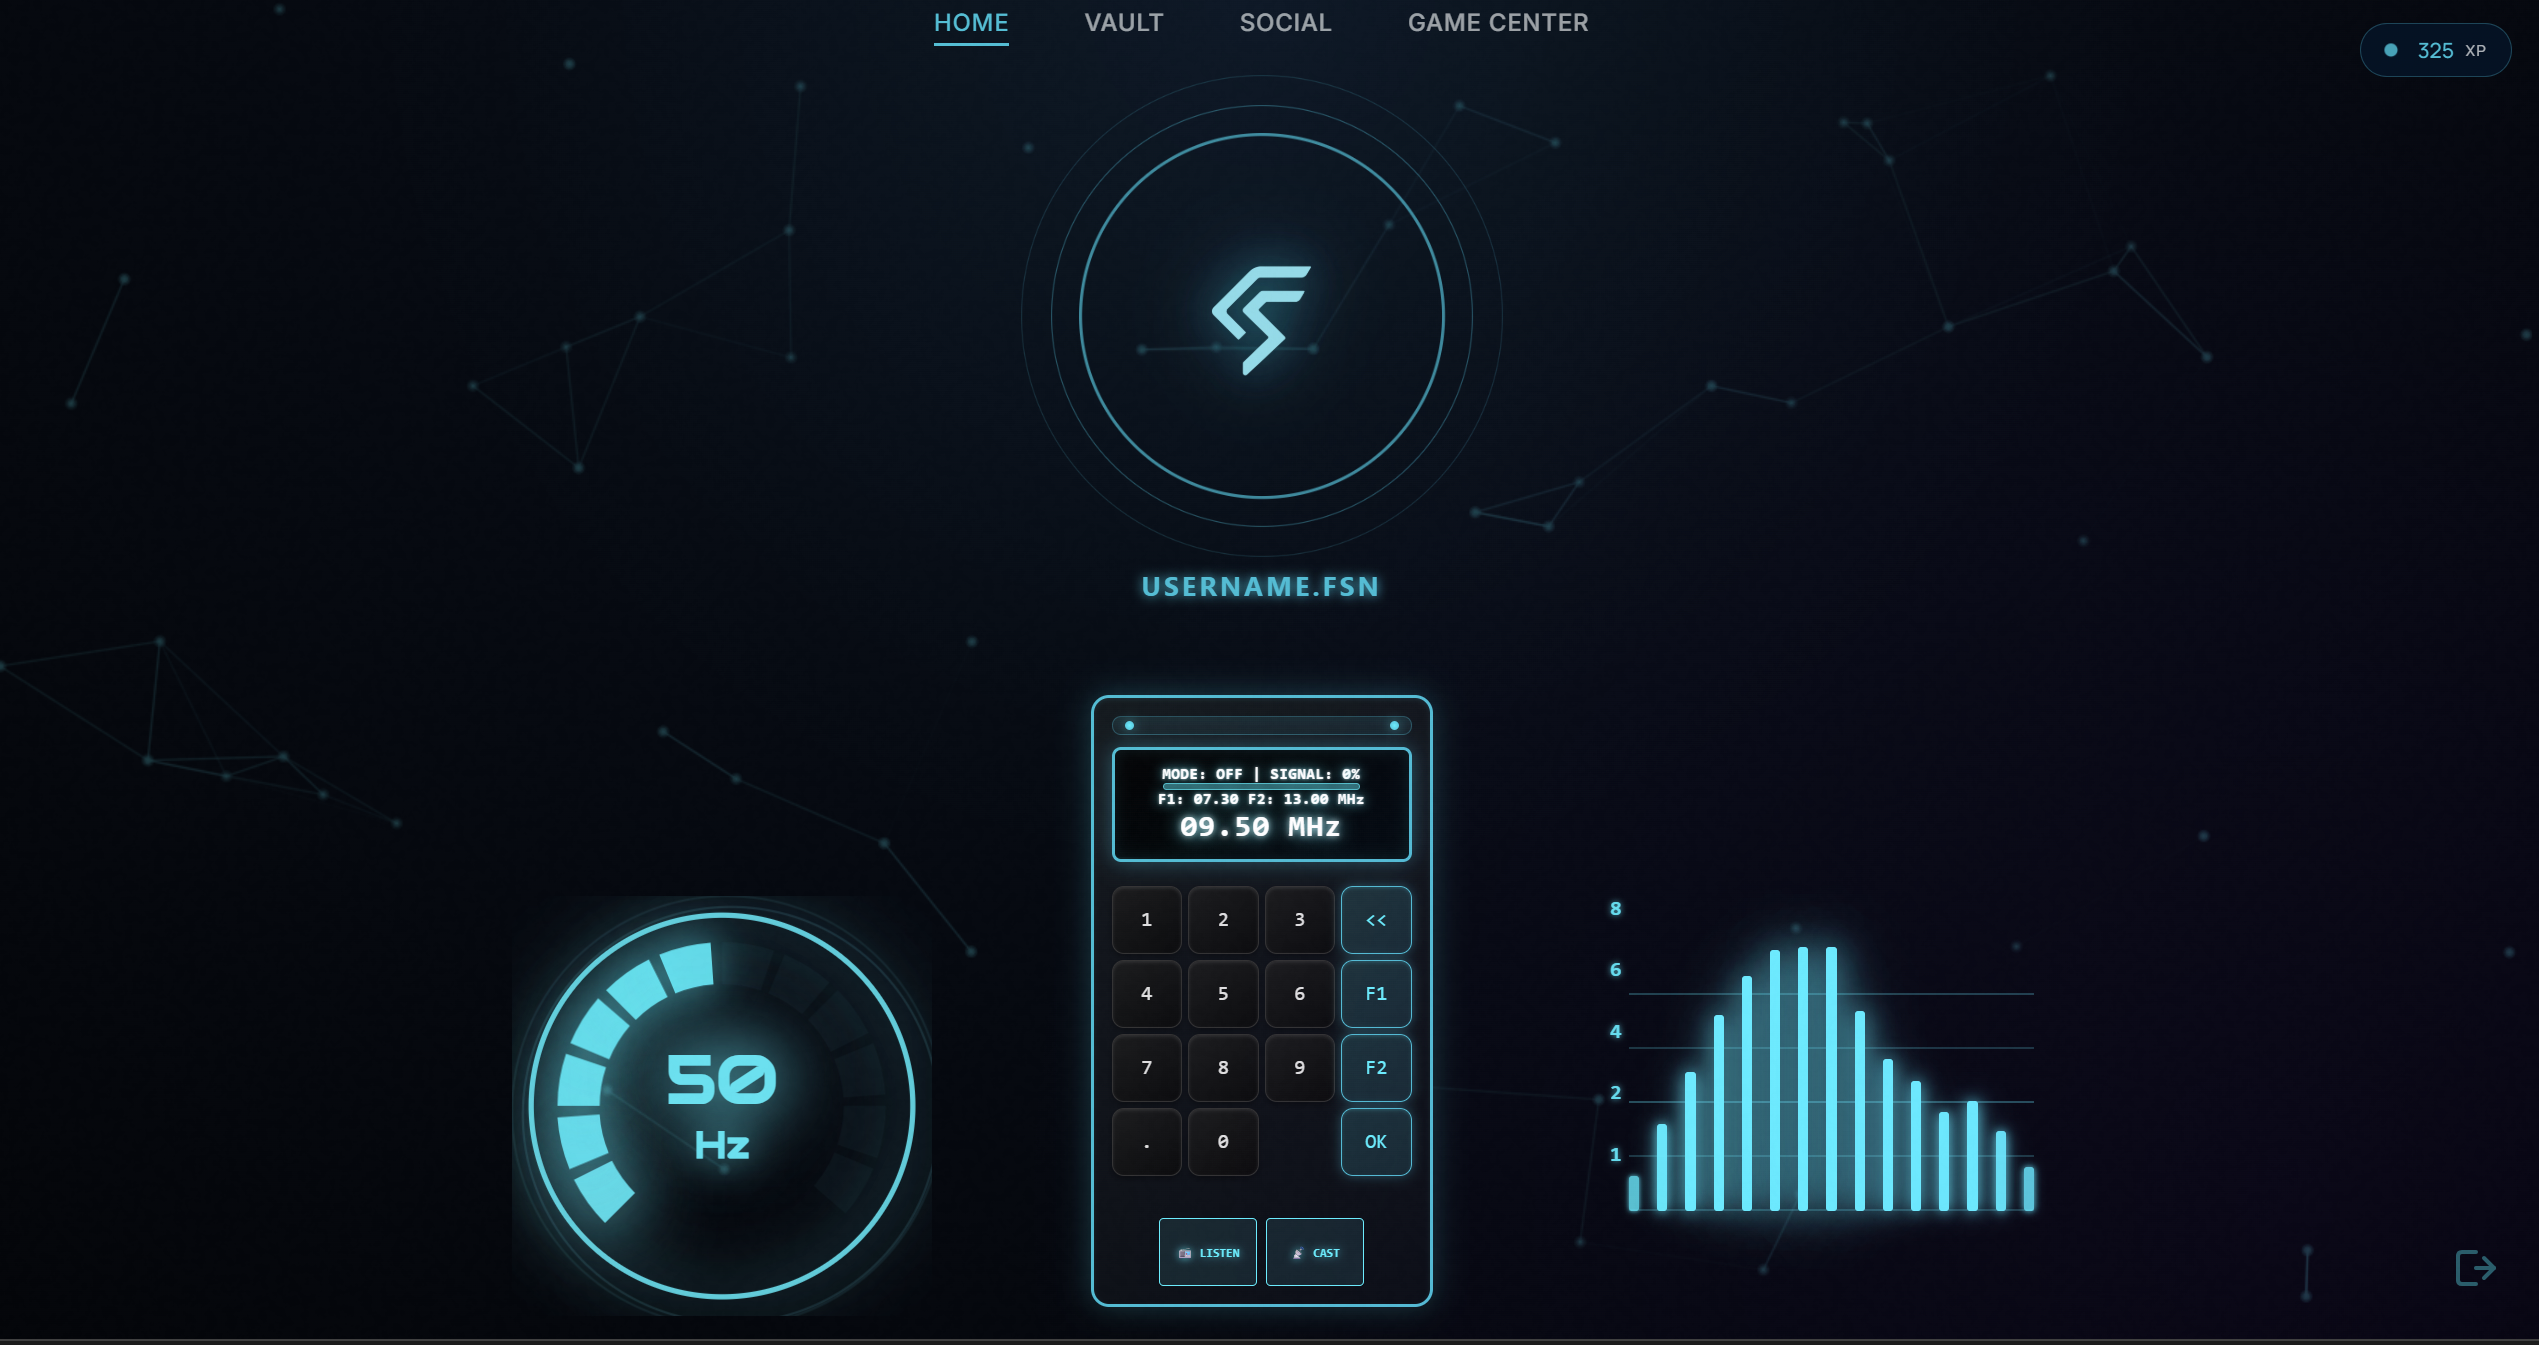 HOME VAULT SOCIAL GAME CENTER
325 XP
USERNAME.FSN
MODE: OFF | SIGNAL: 0%
F1: 07.30 F2: 13.00 MHz
09.50 MHz
1 2 3 <<
4 5 6 F1
7 8 9 F2
. 0 OK
LISTEN CAST
50
Hz
8
6
4
2
1